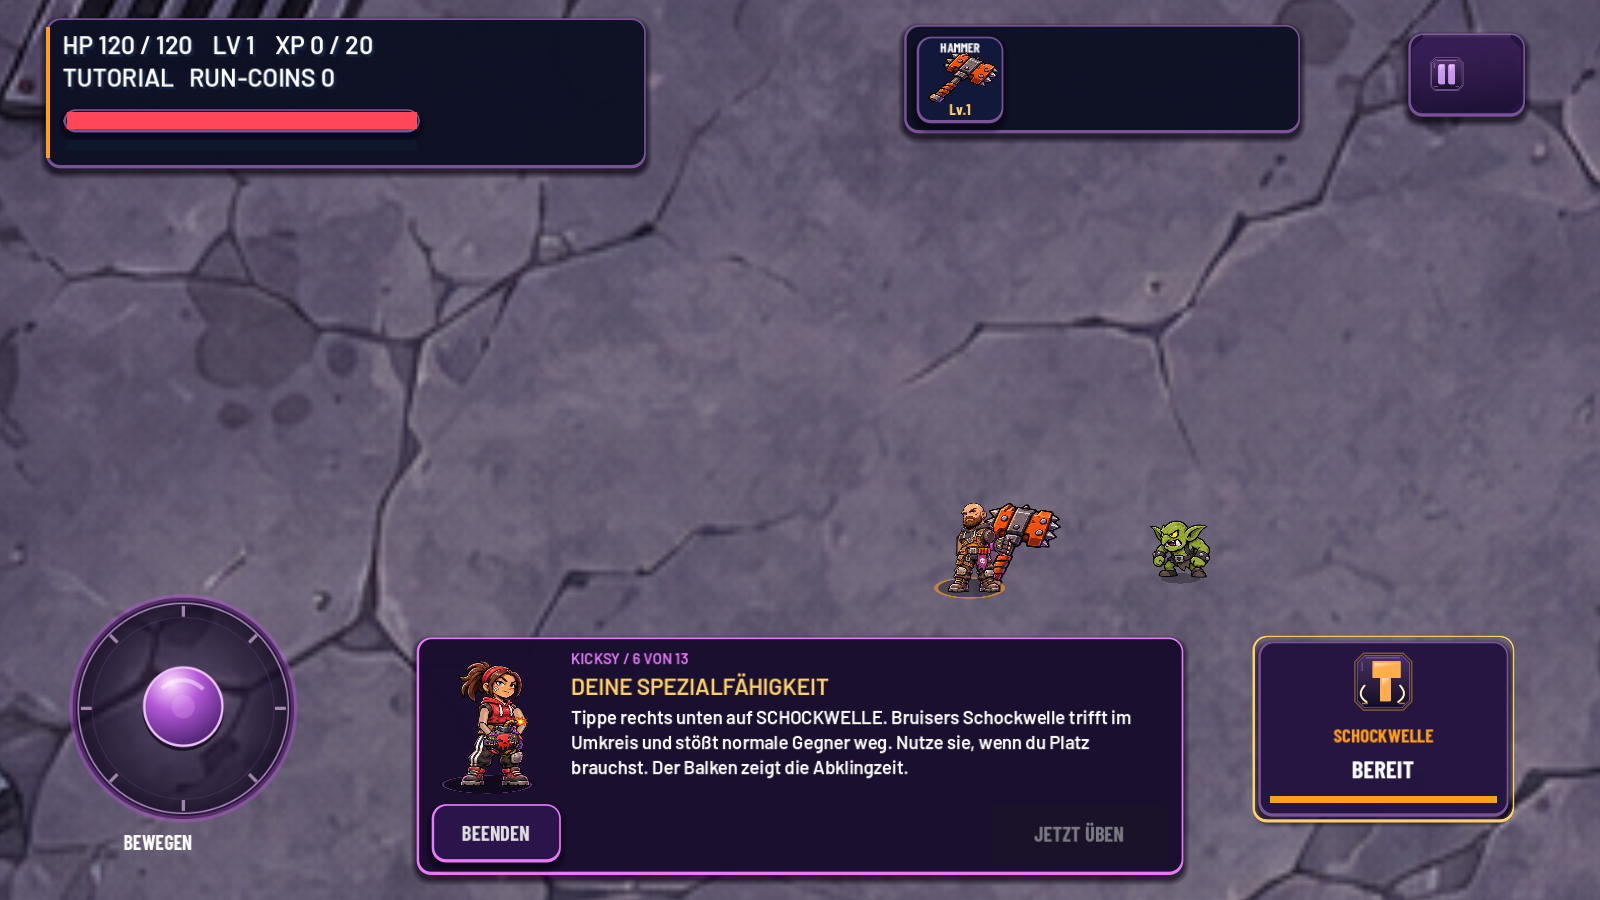 HP 120 / 120 LV 1 XP 0 / 20
TUTORIAL RUN-COINS 0
HAMMER
Lv.1
KICKSY / 6 VON 13
DEINE SPEZIALFÄHIGKEIT
Tippe rechts unten auf SCHOCKWELLE. Bruisers Schockwelle trifft im
Umkreis und stößt normale Gegner weg. Nutze sie, wenn du Platz
brauchst. Der Balken zeigt die Abklingzeit.
BEENDEN
JETZT ÜBEN
SCHOCKWELLE
BEREIT
BEWEGEN